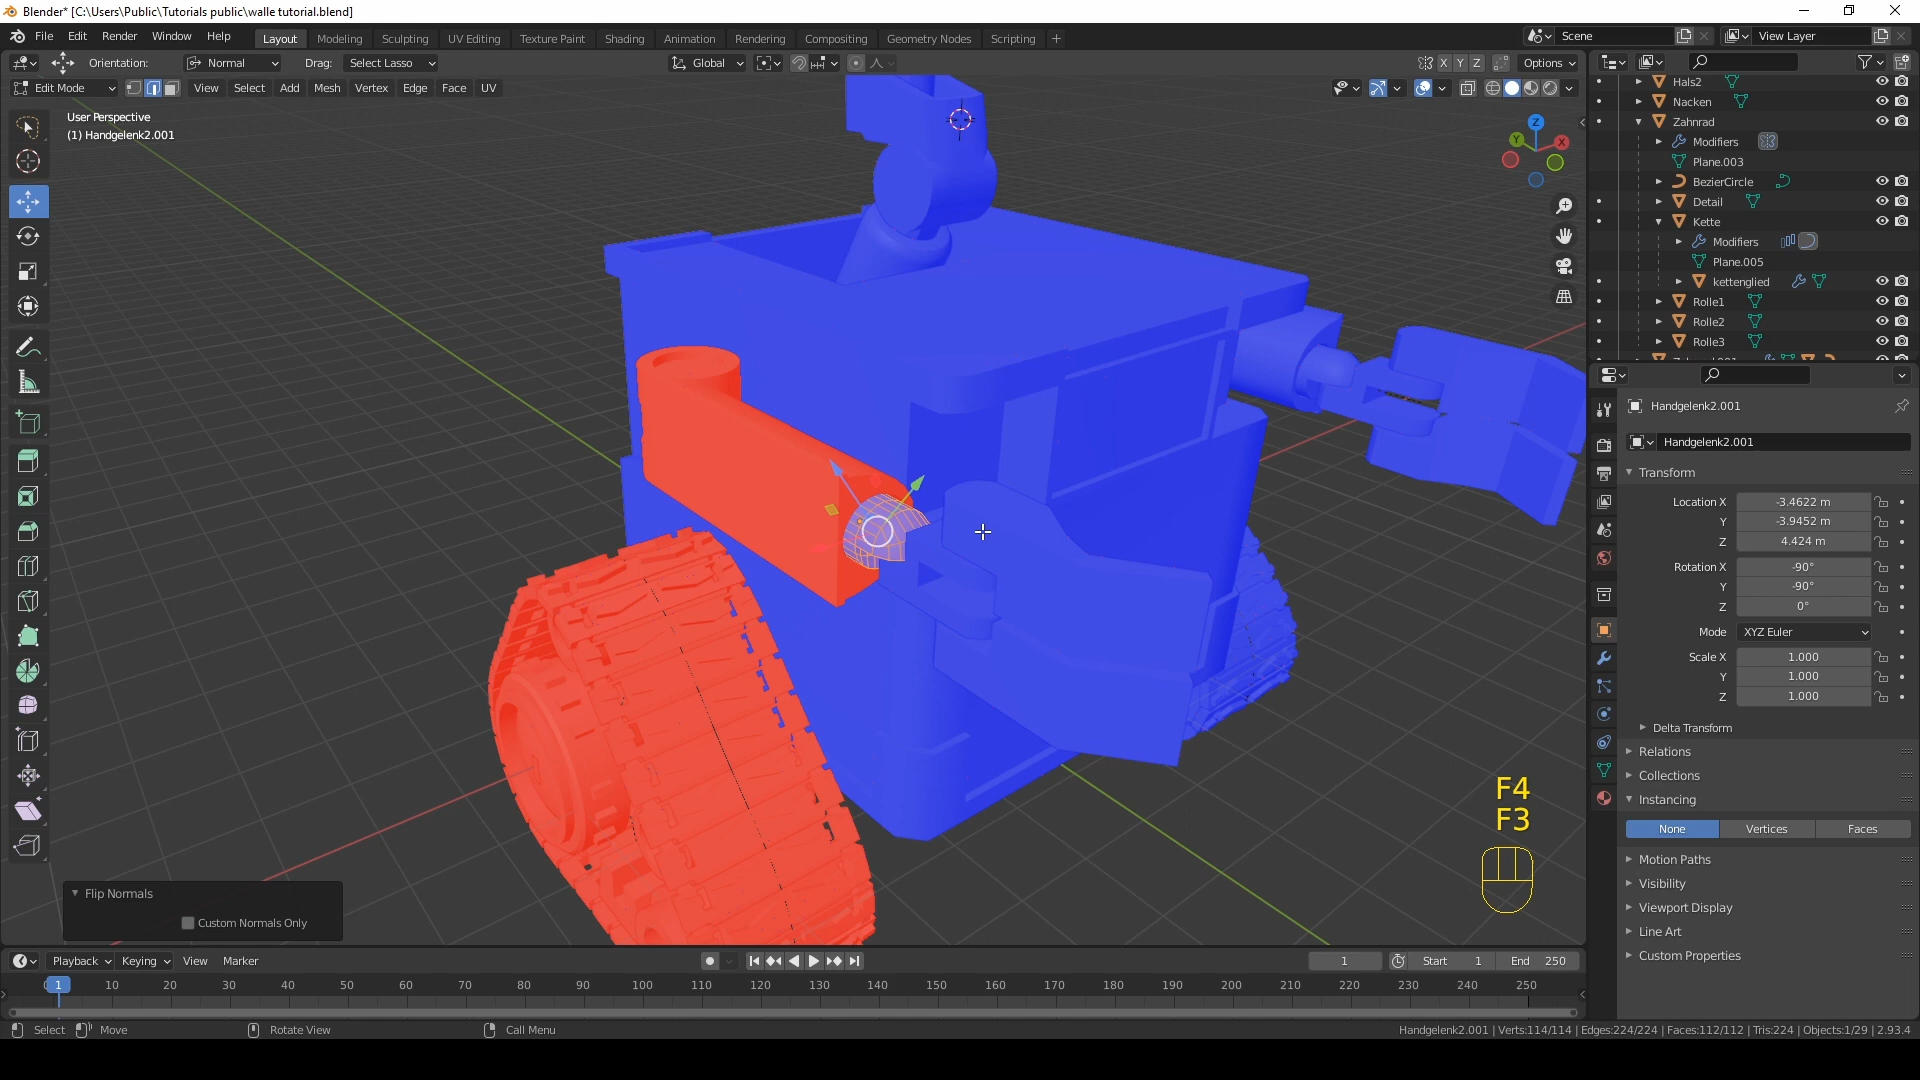 Blender* [C:\Users\Public\Tutorials public\walle tutorial.blend]
File Edit Render Window Help Layout Modeling Sculpting UV Editing Texture Paint Shading Animation Rendering Compositing Geometry Nodes Scripting + Scene View Layer
Orientation: Normal Drag: Select Lasso Global X Y Z Options
Edit Mode View Select Add Mesh Vertex Edge Face UV
User Perspective
(1) Handgelenk2.001
Z
Y
X
Hals2
Nacken
Zahnrad
Modifiers
Plane.003
BezierCircle
Detail
Kette
Modifiers
Plane.005
kettenglied
Rolle1
Rolle2
Rolle3
Handgelenk2.001
Handgelenk2.001
Transform
Location X -3.4622 m
Y -3.9452 m
Z 4.424 m
Rotation X -90°
Y -90°
Z 0°
Mode XYZ Euler
Scale X 1.000
Y 1.000
Z 1.000
Delta Transform
Relations
Collections
Instancing
None Vertices Faces
Motion Paths
Visibility
Viewport Display
Line Art
Custom Properties
F4
F3
Flip Normals
Custom Normals Only
Playback Keying View Marker 1 Start 1 End 250
1 10 20 30 40 50 60 70 80 90 100 110 120 130 140 150 160 170 180 190 200 210 220 230 240 250
Select Move Rotate View Call Menu Handgelenk2.001 | Verts:114/114 | Edges:224/224 | Faces:112/112 | Tris:224 | Objects:1/29 | 2.93.4